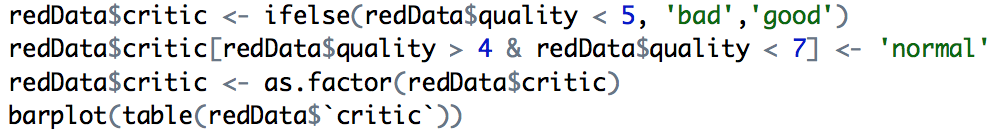 redData$critic <- ifelse(redData$quality < 5, 'bad','good')
redData$critic[redData$quality > 4 & redData$quality < 7] <- 'normal'
redData$critic <- as.factor(redData$critic)
barplot(table(redData$`critic`))